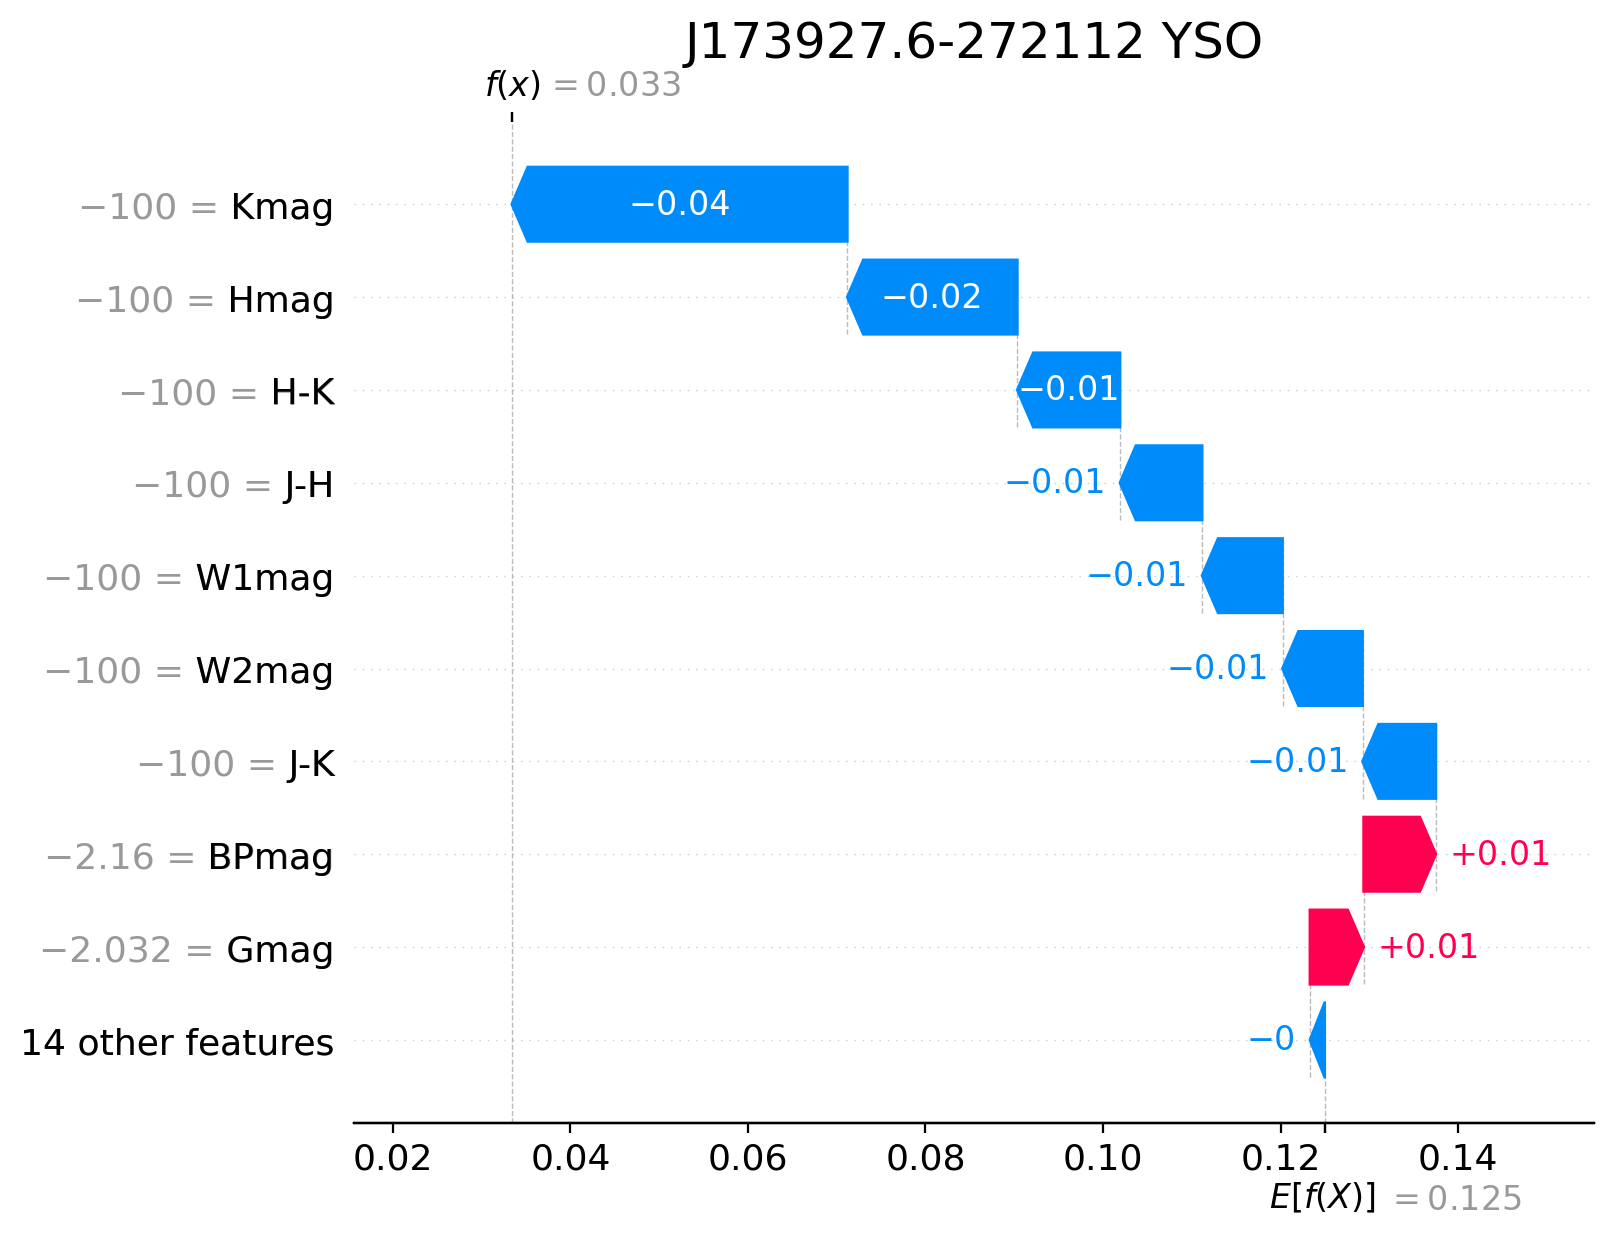 J173927.6-272112 YSO
f(x) = 0.033
−100 = Kmag −0.04
−100 = Hmag −0.02
−100 = H-K −0.01
−100 = J-H −0.01
−100 = W1mag −0.01
−100 = W2mag −0.01
−100 = J-K −0.01
−2.16 = BPmag +0.01
−2.032 = Gmag +0.01
14 other features −0
0.02 0.04 0.06 0.08 0.10 0.12 0.14
E[f(X)] = 0.125